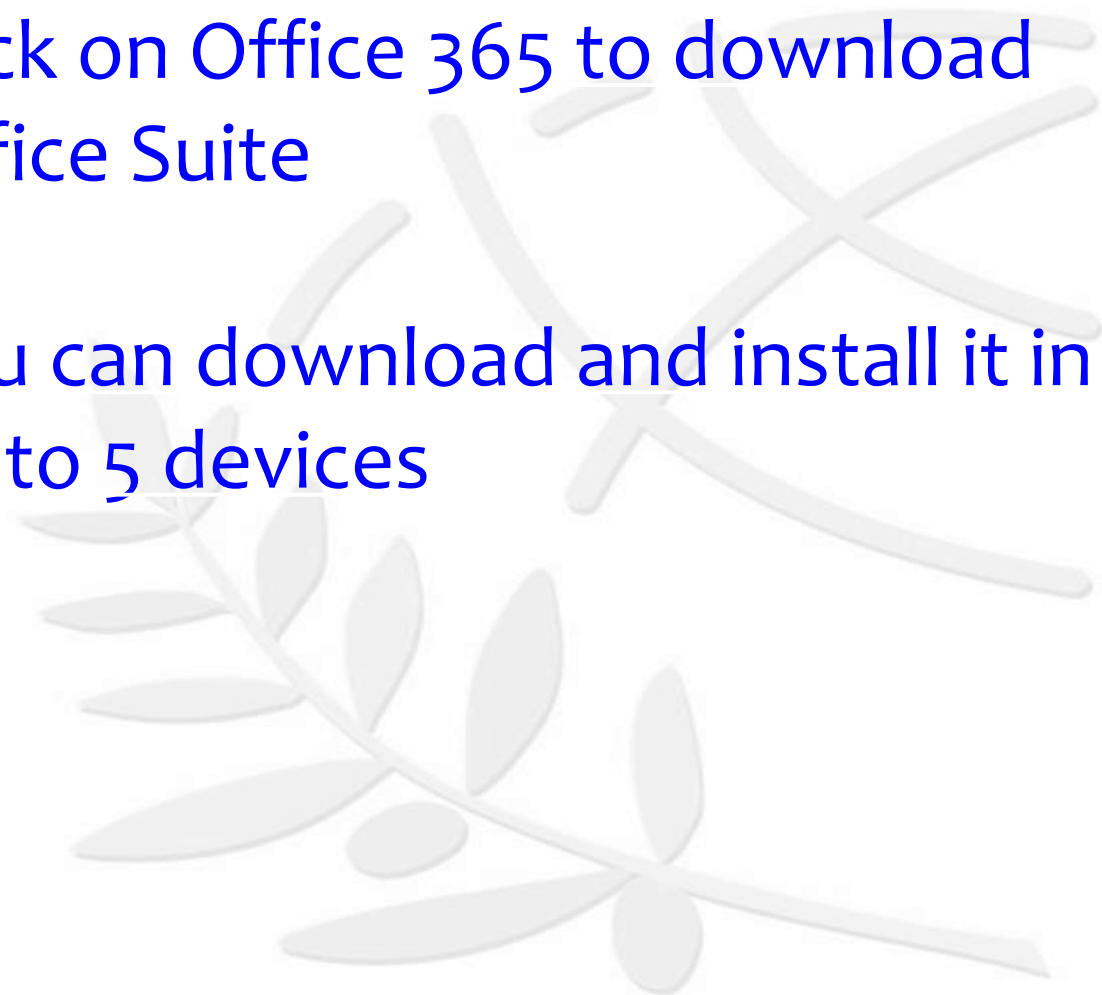 ck on Office 365 to download
fice Suite
u can download and install it in
to 5 devices